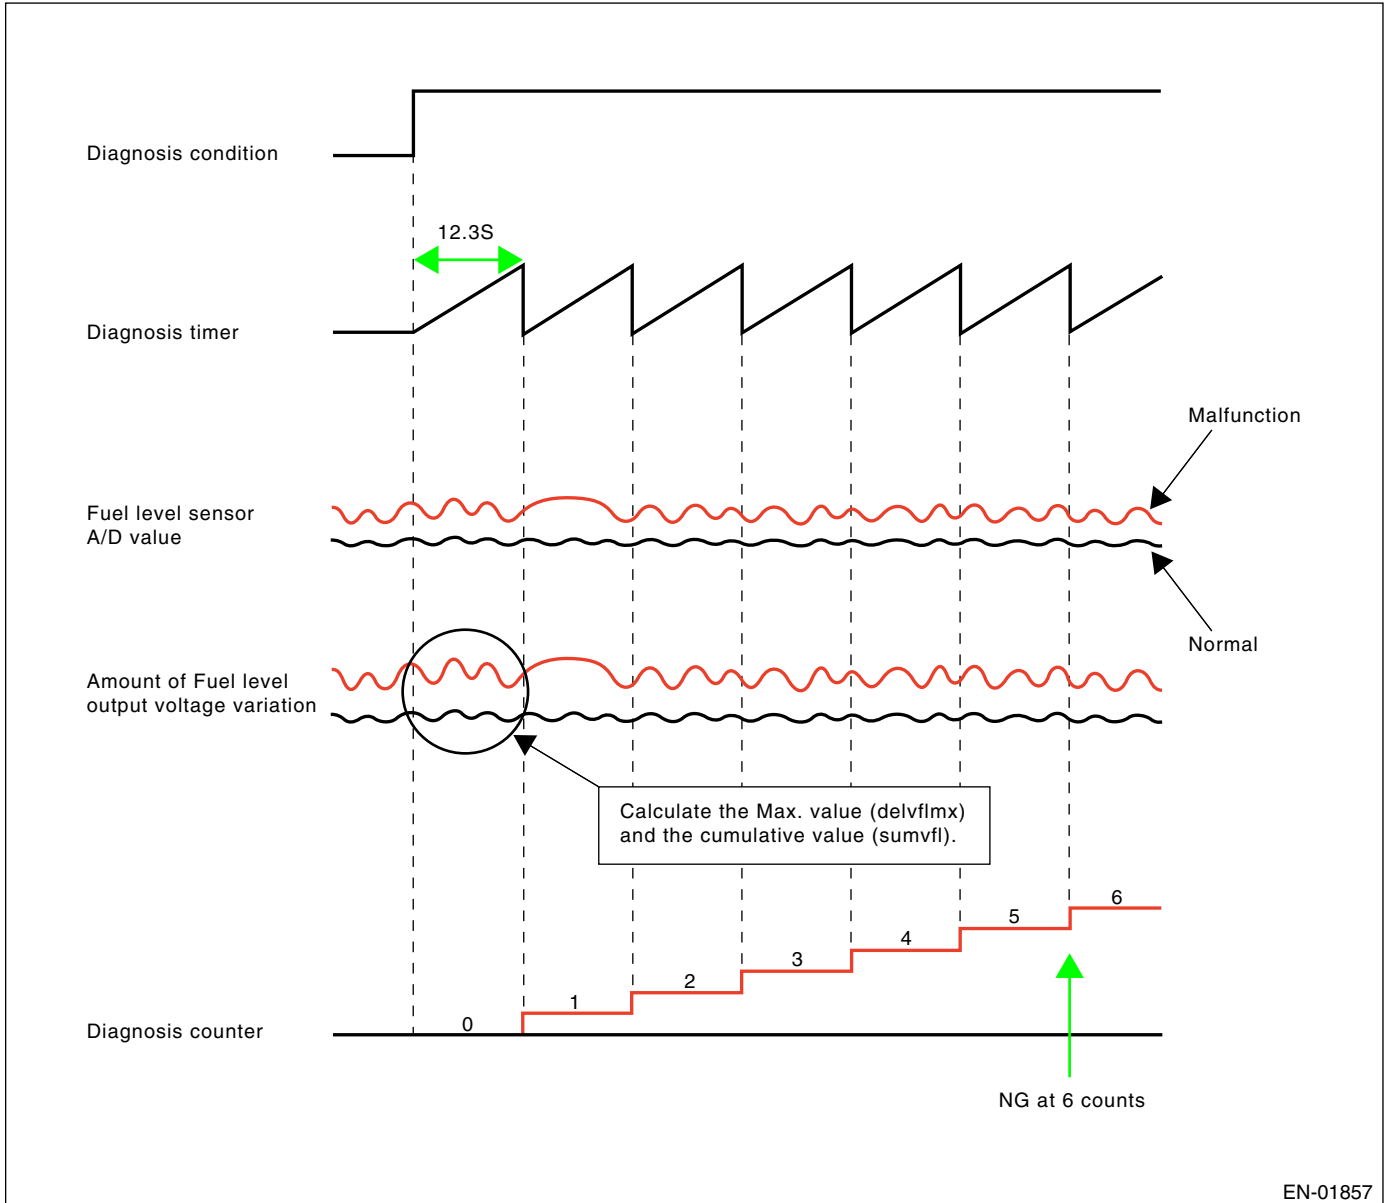 Diagnosis condition
12.3S
Diagnosis timer
Malfunction
Fuel level sensor
A/D value
Normal
Amount of Fuel level
output voltage variation
Calculate the Max. value (delvflmx)
and the cumulative value (sumvfl).
6
5
4
3
2
1
0
Diagnosis counter
NG at 6 counts
EN-01857